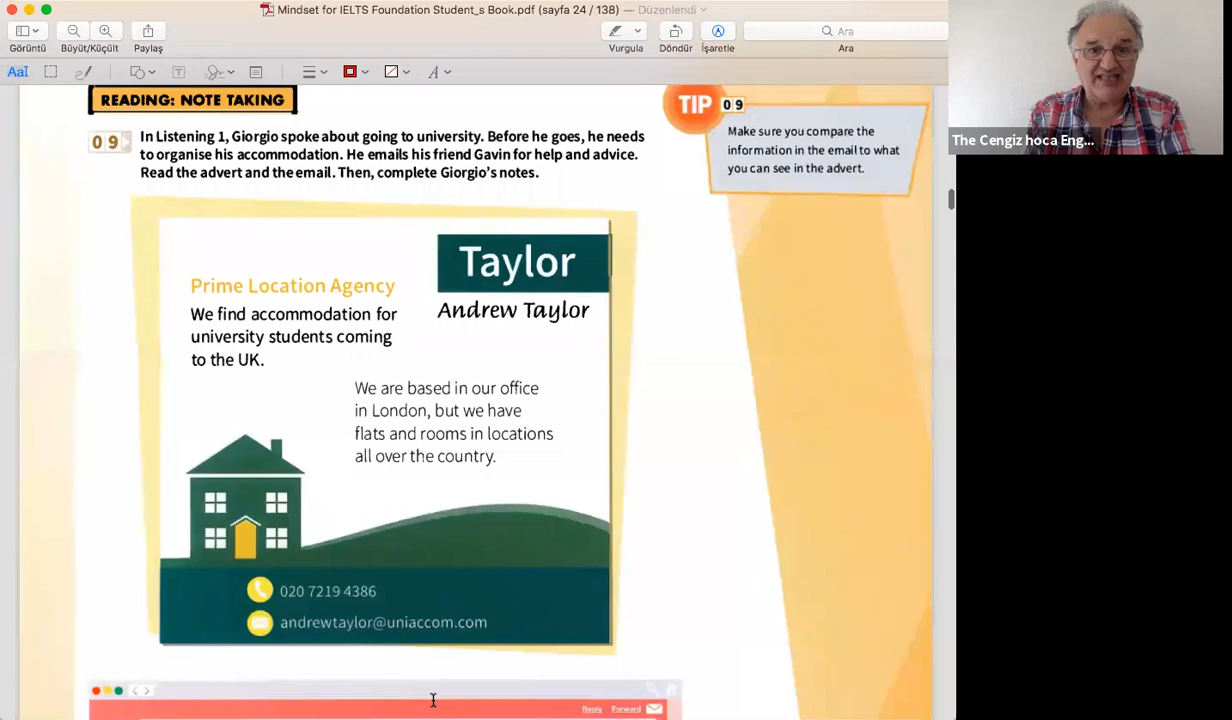 Mindset for IELTS Foundation Student_s Book.pdf (sayfa 24 / 138) — Düzenlendi
Görüntü
Büyüt/Küçült
Paylaş
Vurgula
Döndür
İşaretle
Ara
Ara
AaI
T
A
The Cengiz hoca Eng...
READING: NOTE TAKING
09
In Listening 1, Giorgio spoke about going to university. Before he goes, he needs
to organise his accommodation. He emails his friend Gavin for help and advice.
Read the advert and the email. Then, complete Giorgio's notes.
TIP 09
Make sure you compare the
information in the email to what
you can see in the advert.
Taylor
Andrew Taylor
Prime Location Agency
We find accommodation for
university students coming
to the UK.
We are based in our office
in London, but we have
flats and rooms in locations
all over the country.
020 7219 4386
andrewtaylor@uniaccom.com
Reply Forward